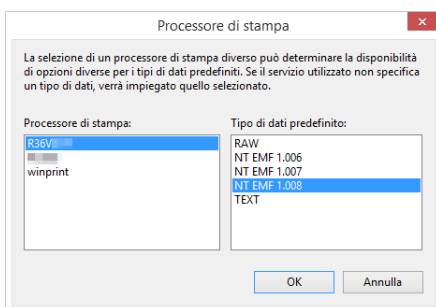 Processore di stampa
La selezione di un processore di stampa diverso può determinare la disponibilità
di opzioni diverse per i tipi di dati predefiniti. Se il servizio utilizzato non specifica
un tipo di dati, verrà impiegato quello selezionato.
Processore di stampa:
R36V
winprint
Tipo di dati predefinito:
RAW
NT EMF 1.006
NT EMF 1.007
NT EMF 1.008
TEXT
OK
Annulla